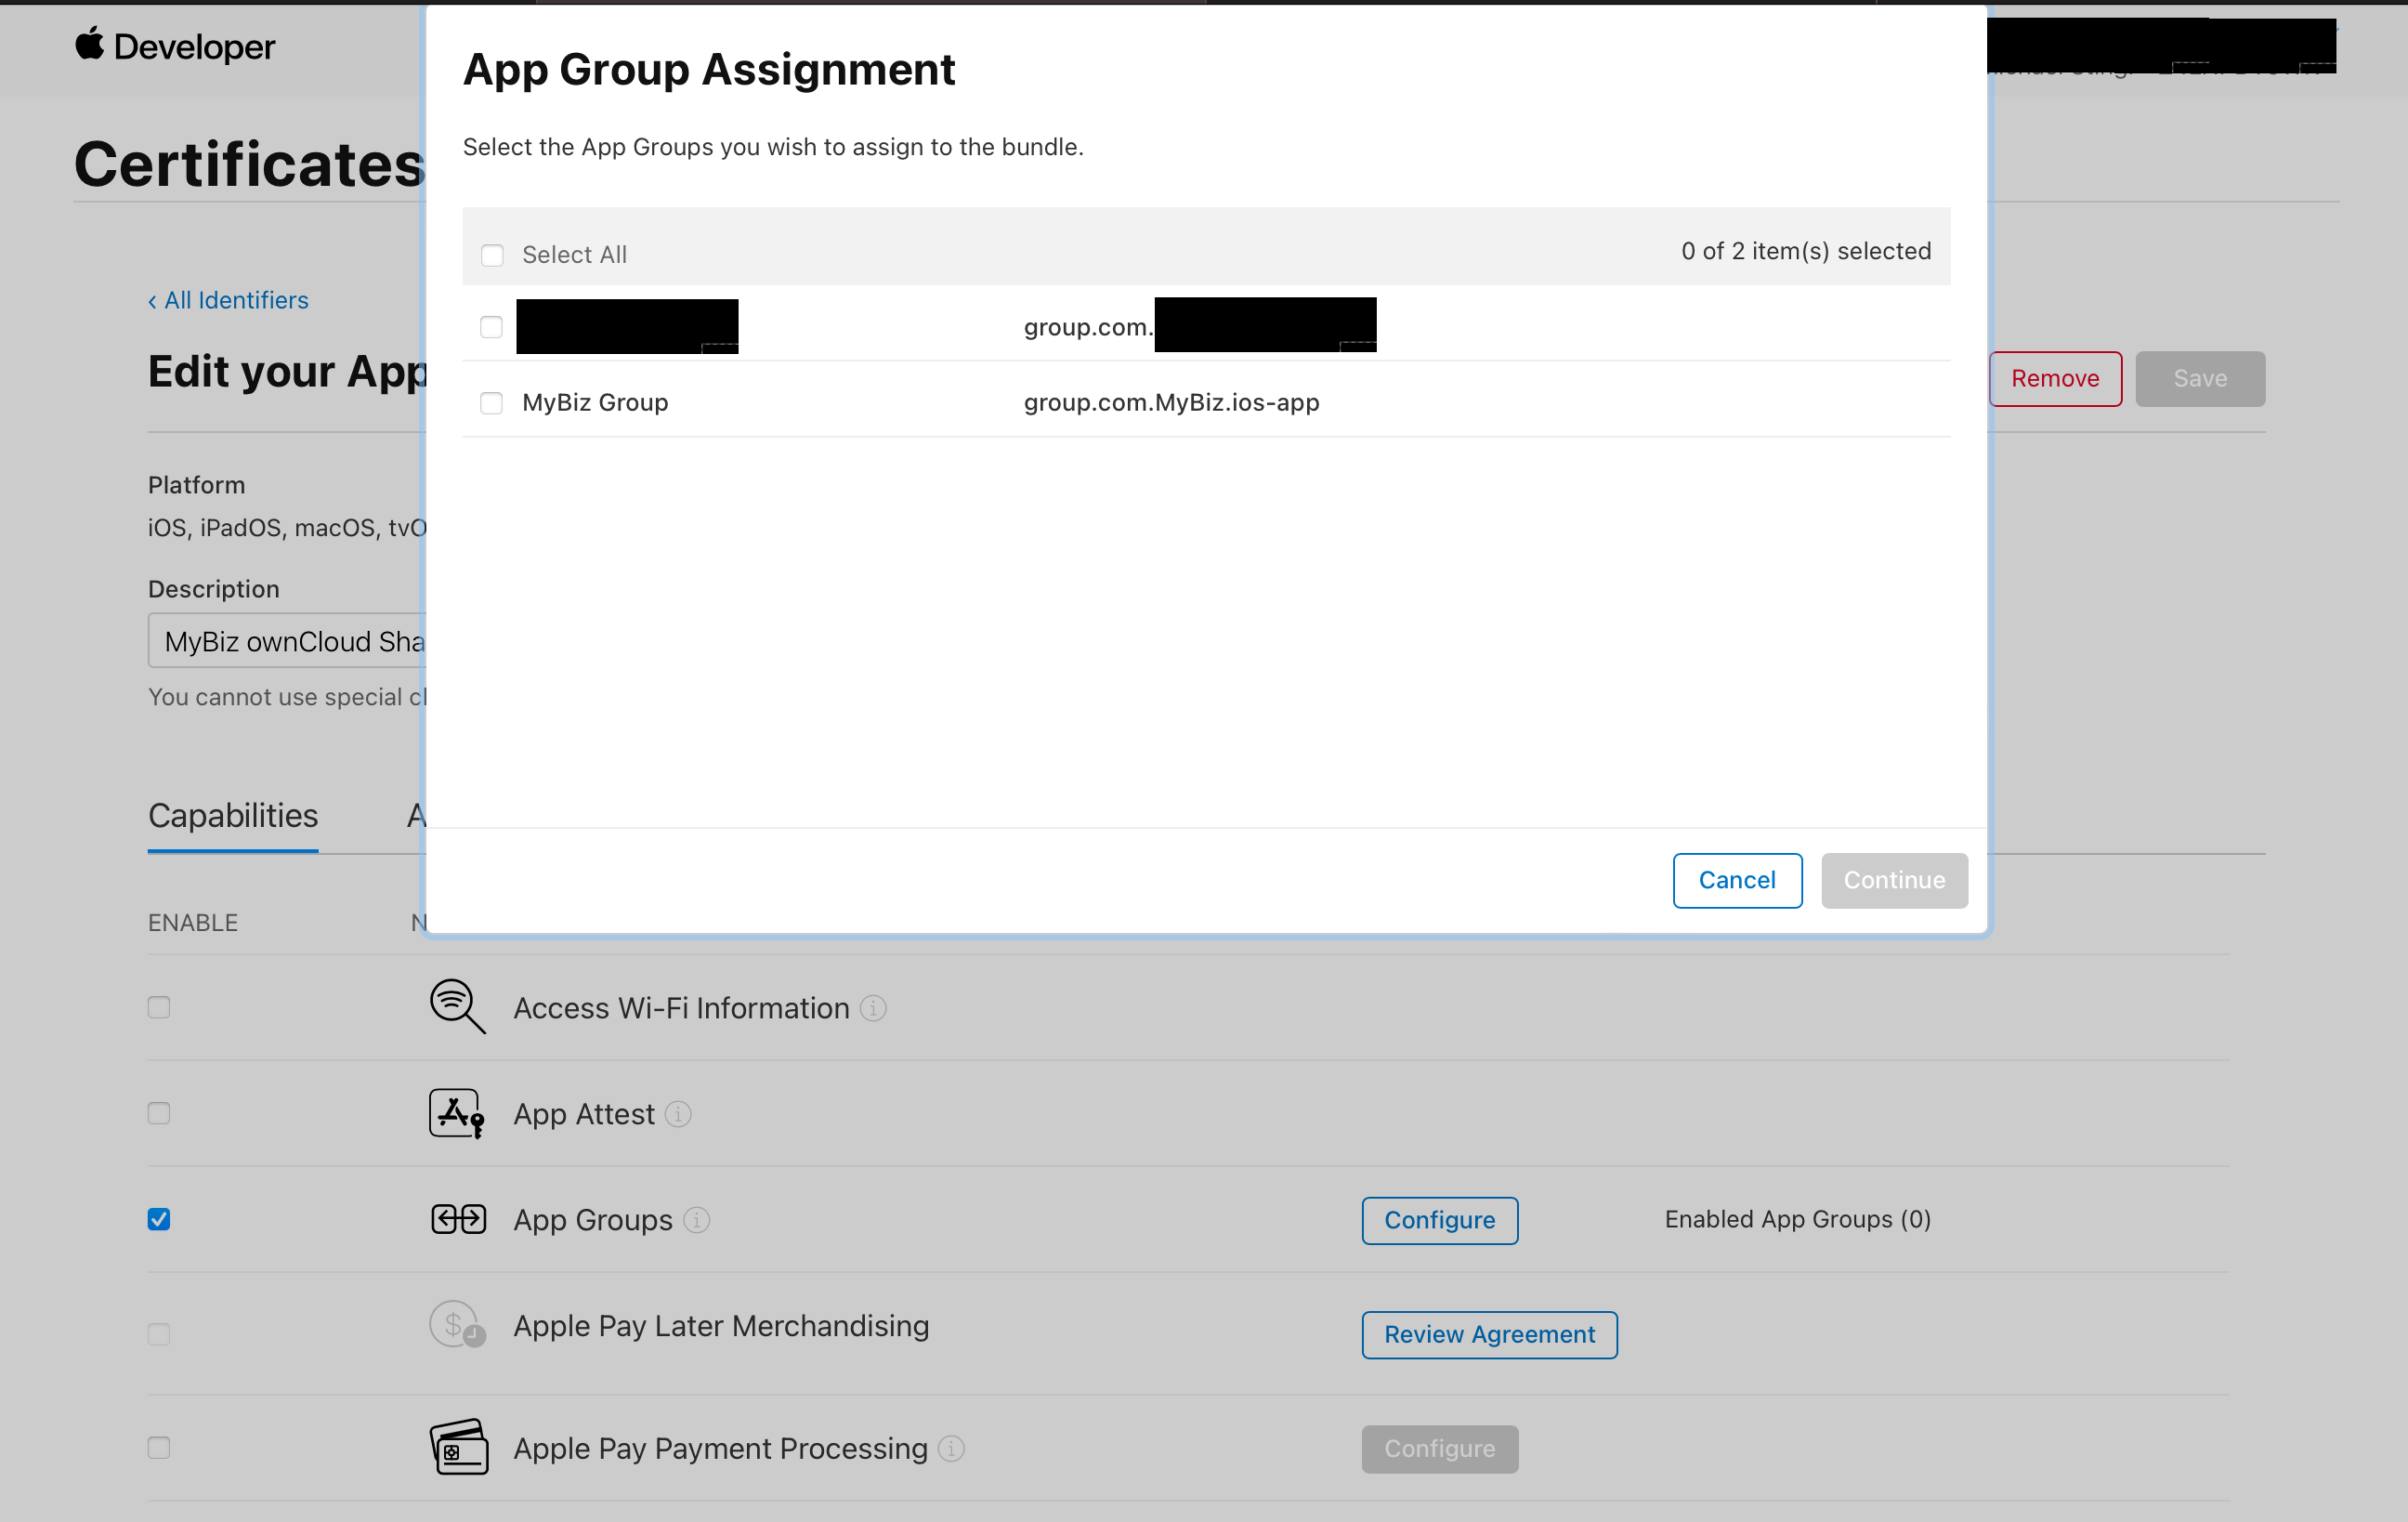 Developer
App Group Assignment
Select the App Groups you wish to assign to the bundle.
Select All
0 of 2 item(s) selected
group.com.
MyBiz Group
group.com.MyBiz.ios-app
Cancel
Continue
Certificates
‹ All Identifiers
Edit your App
Remove
Save
Platform
iOS, iPadOS, macOS, tvO
Description
MyBiz ownCloud Sha
You cannot use special cl
Capabilities
A
ENABLE
N
Access Wi-Fi Information
App Attest
App Groups
Configure
Enabled App Groups (0)
Apple Pay Later Merchandising
Review Agreement
Apple Pay Payment Processing
Configure